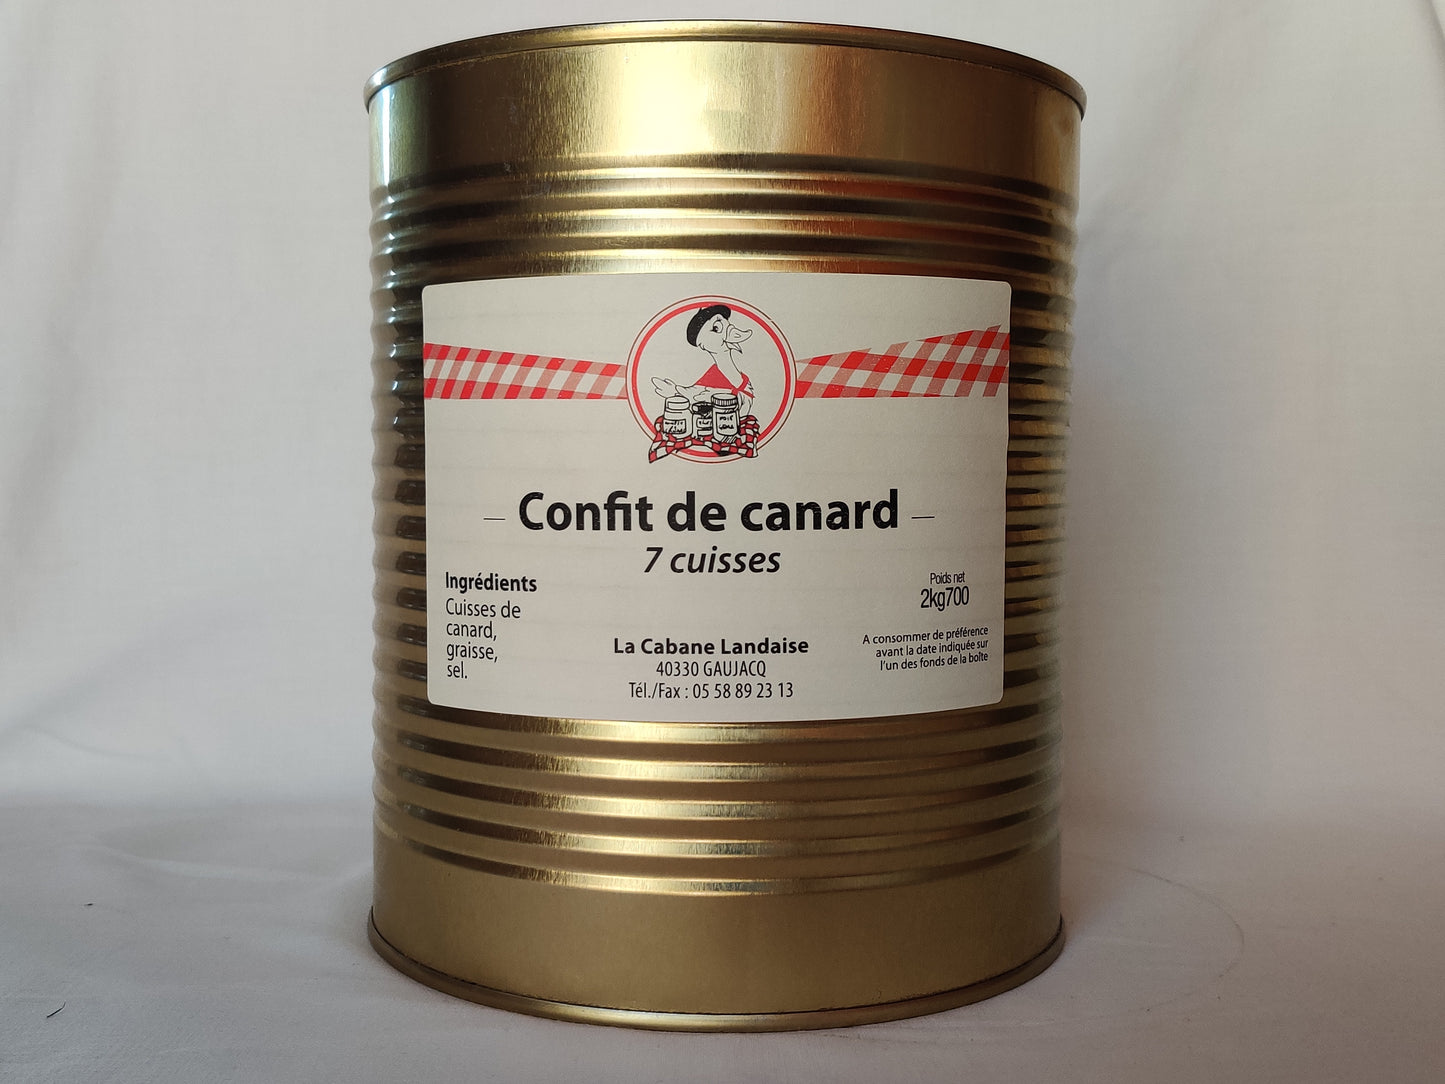 Confit de canard
7 cuisses
Ingrédients
Cuisses de
canard,
graisse,
sel.
La Cabane Landaise
40330 GAUJACQ
Tél./Fax : 05 58 89 23 13
Poids net
2kg700
A consommer de préférence
avant la date indiquée sur
l'un des fonds de la boîte